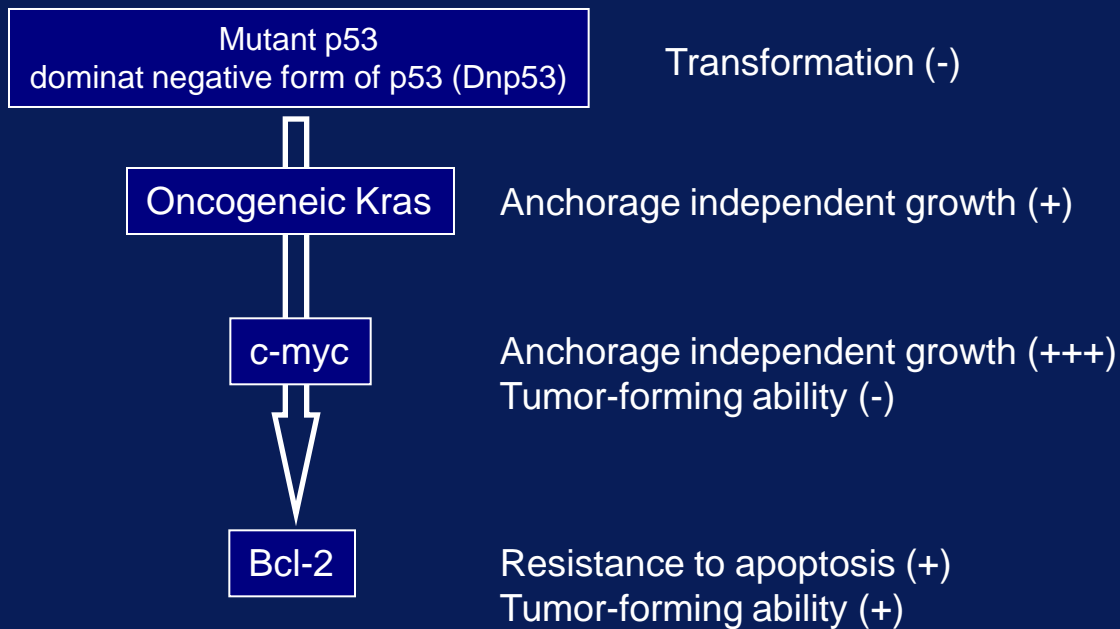 Mutant p53
dominat negative form of p53 (Dnp53)
Transformation (-)
Oncogeneic Kras
Anchorage independent growth (+)
c-myc
Anchorage independent growth (+++)
Tumor-forming ability (-)
Bcl-2
Resistance to apoptosis (+)
Tumor-forming ability (+)